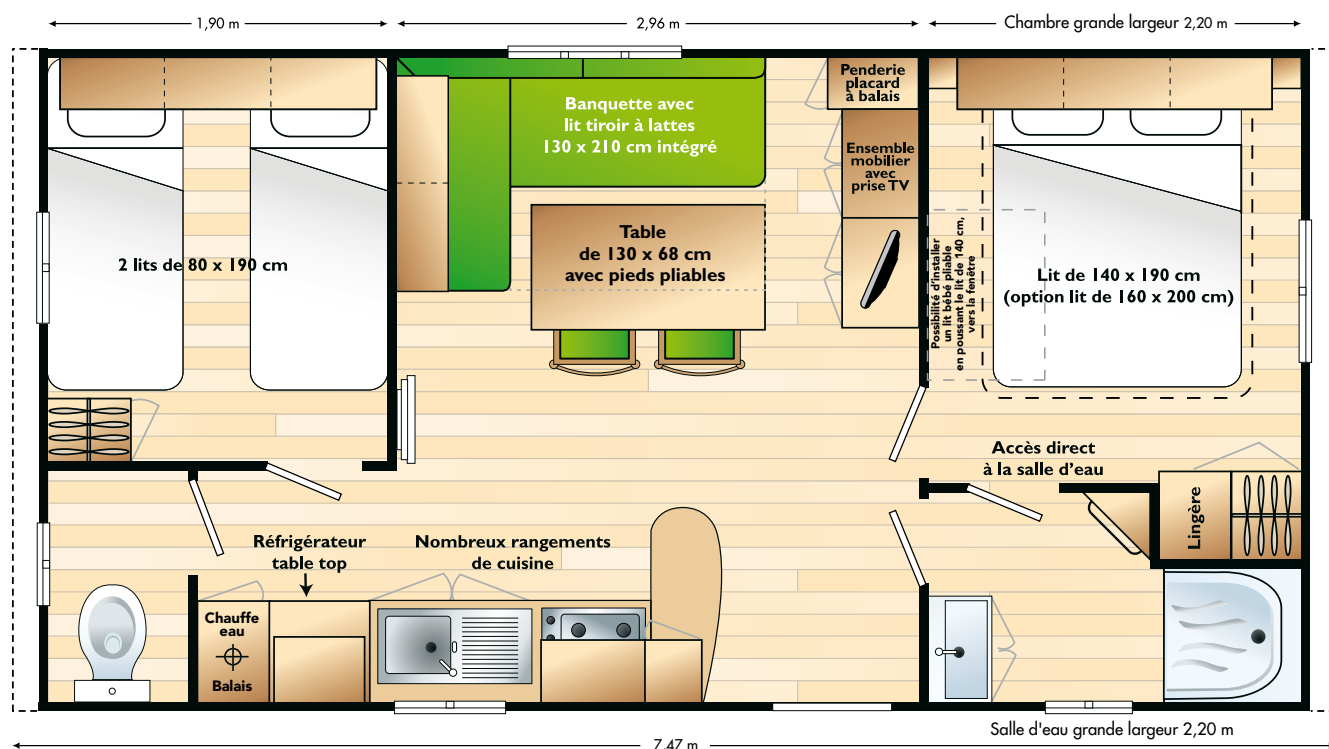 1,90 m
2,96 m
Chambre grande largeur 2,20 m
Penderie
placard
à balais
Banquette avec
lit tiroir à lattes
130 x 210 cm intégré
Ensemble
mobilier
avec
prise TV
2 lits de 80 x 190 cm
Table
de 130 x 68 cm
avec pieds pliables
Possibilité d'installer
un lit bébé pliable
en poussant le lit de 140 cm,
vers la fenêtre
Lit de 140 x 190 cm
(option lit de 160 x 200 cm)
Accès direct
à la salle d'eau
Lingère
Réfrigérateur
table top
Nombreux rangements
de cuisine
Chauffe
eau
Balais
Salle d'eau grande largeur 2,20 m
7,47 m